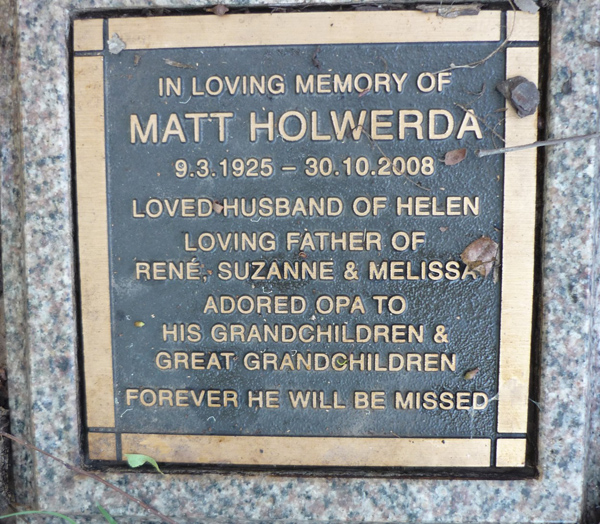 IN LOVING MEMORY OF
MATT HOLWERDA
9.3.1925 – 30.10.2008
LOVED HUSBAND OF HELEN
LOVING FATHER OF
RENÉ, SUZANNE & MELISSA
ADORED OPA TO
HIS GRANDCHILDREN &
GREAT GRANDCHILDREN
FOREVER HE WILL BE MISSED